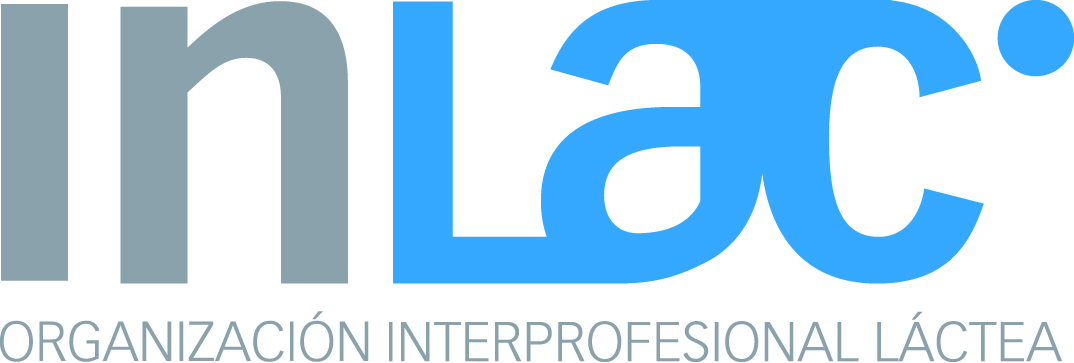 inLac
ORGANIZACIÓN INTERPROFESIONAL LÁCTEA